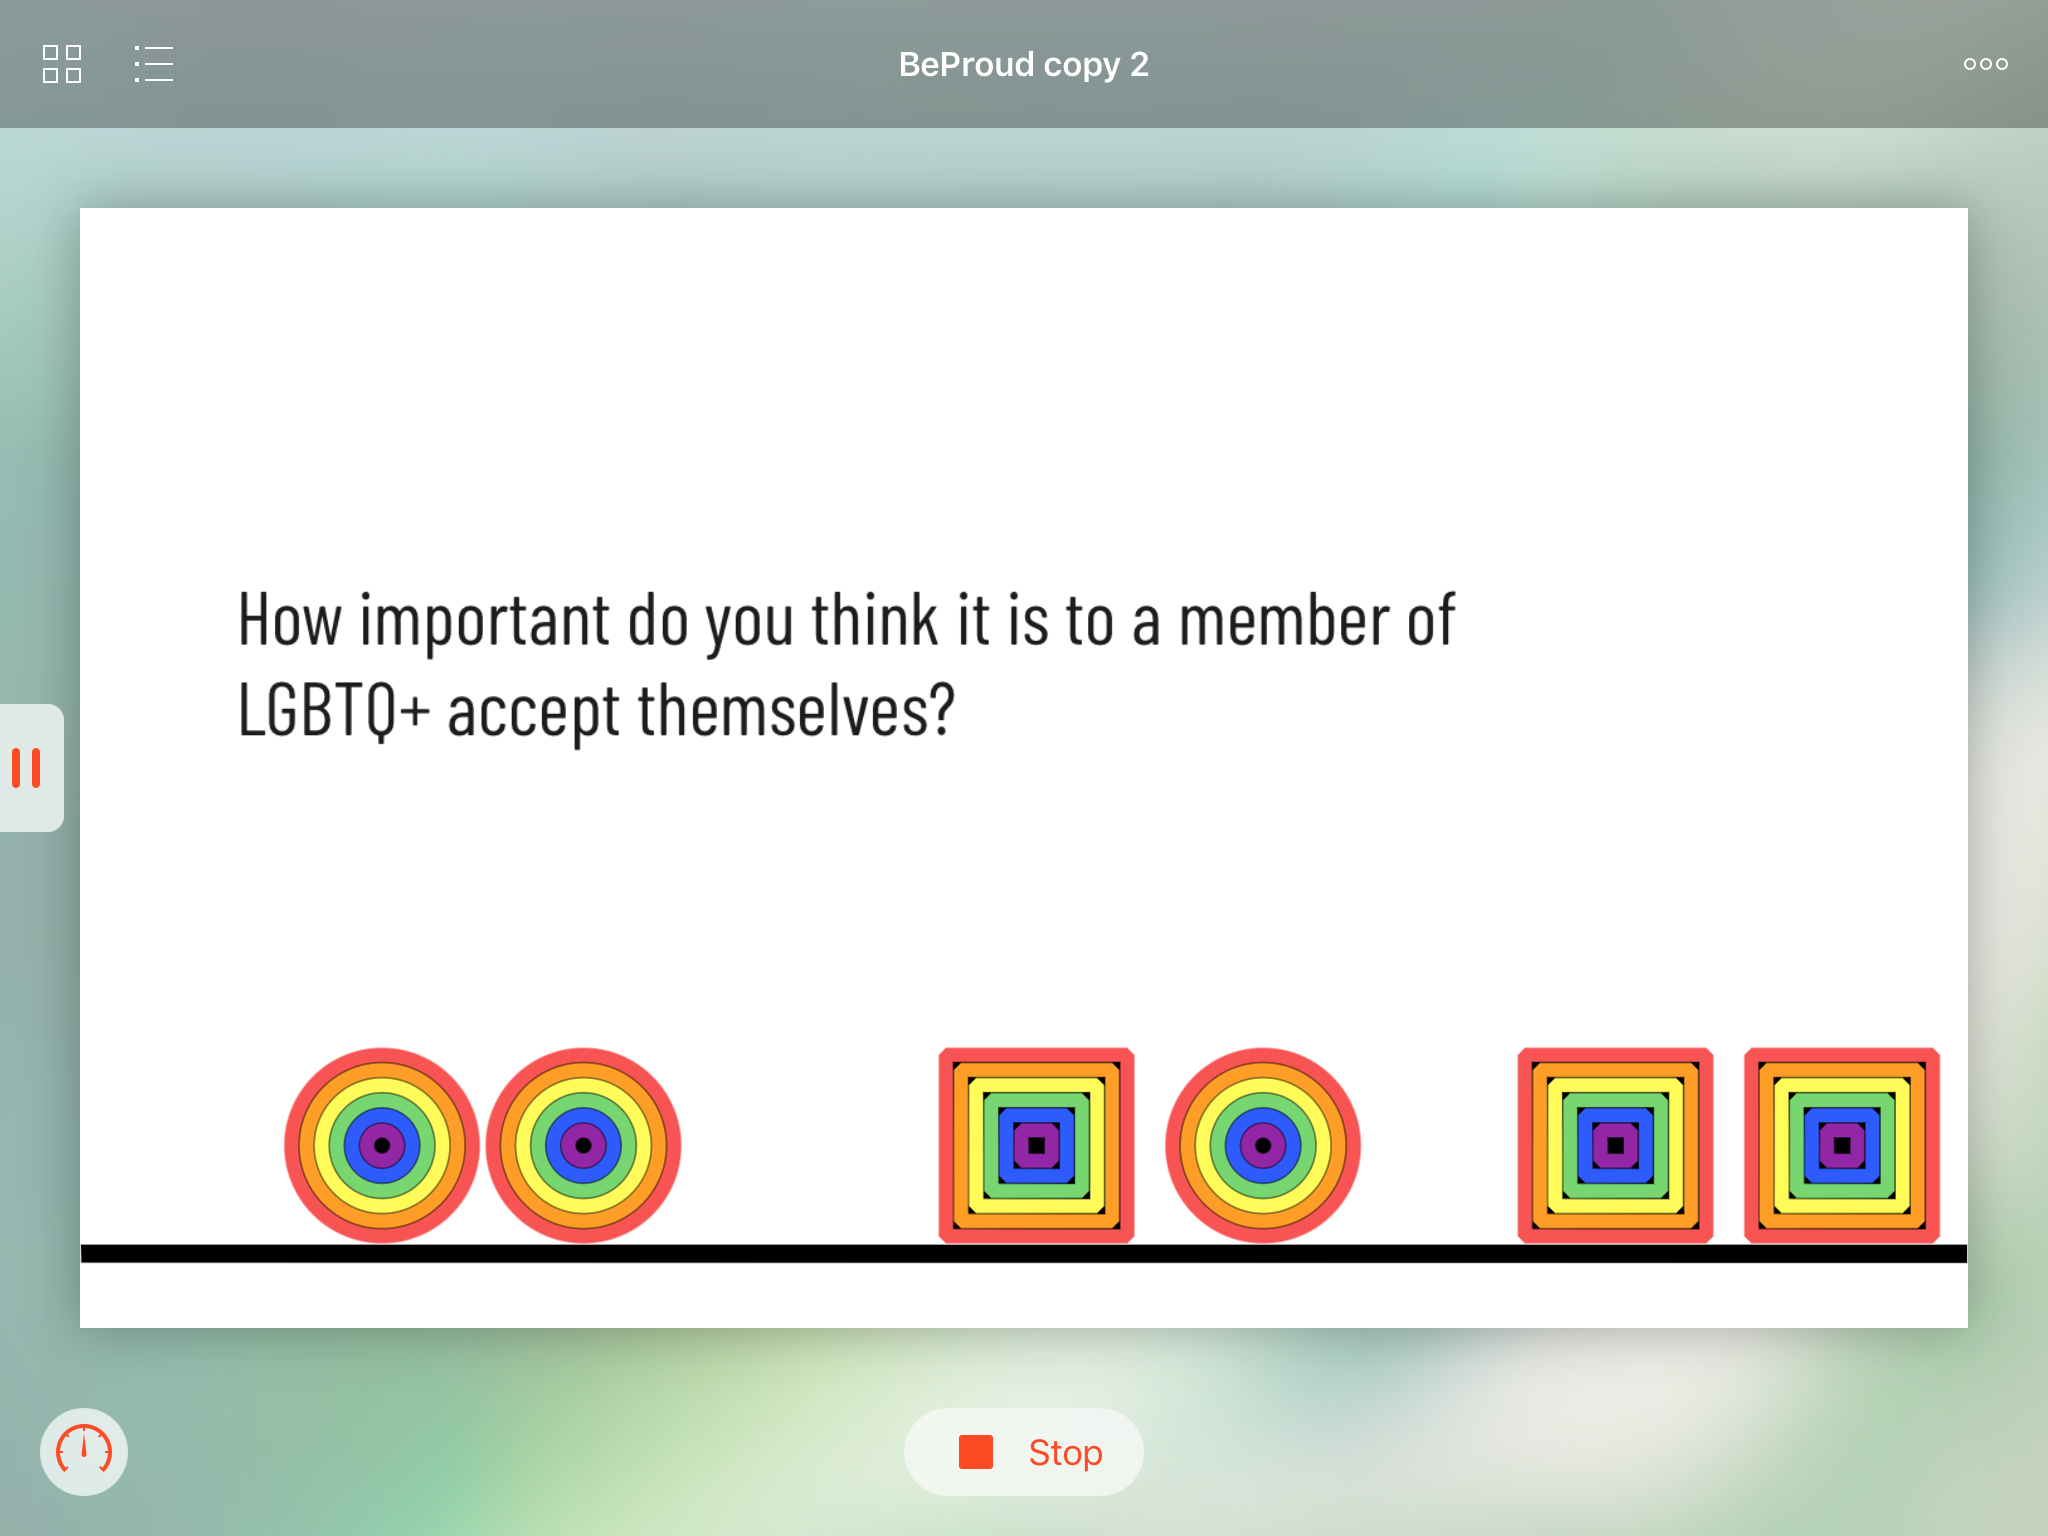 BeProud copy 2
How important do you think it is to a member of
LGBTQ+ accept themselves?
Stop